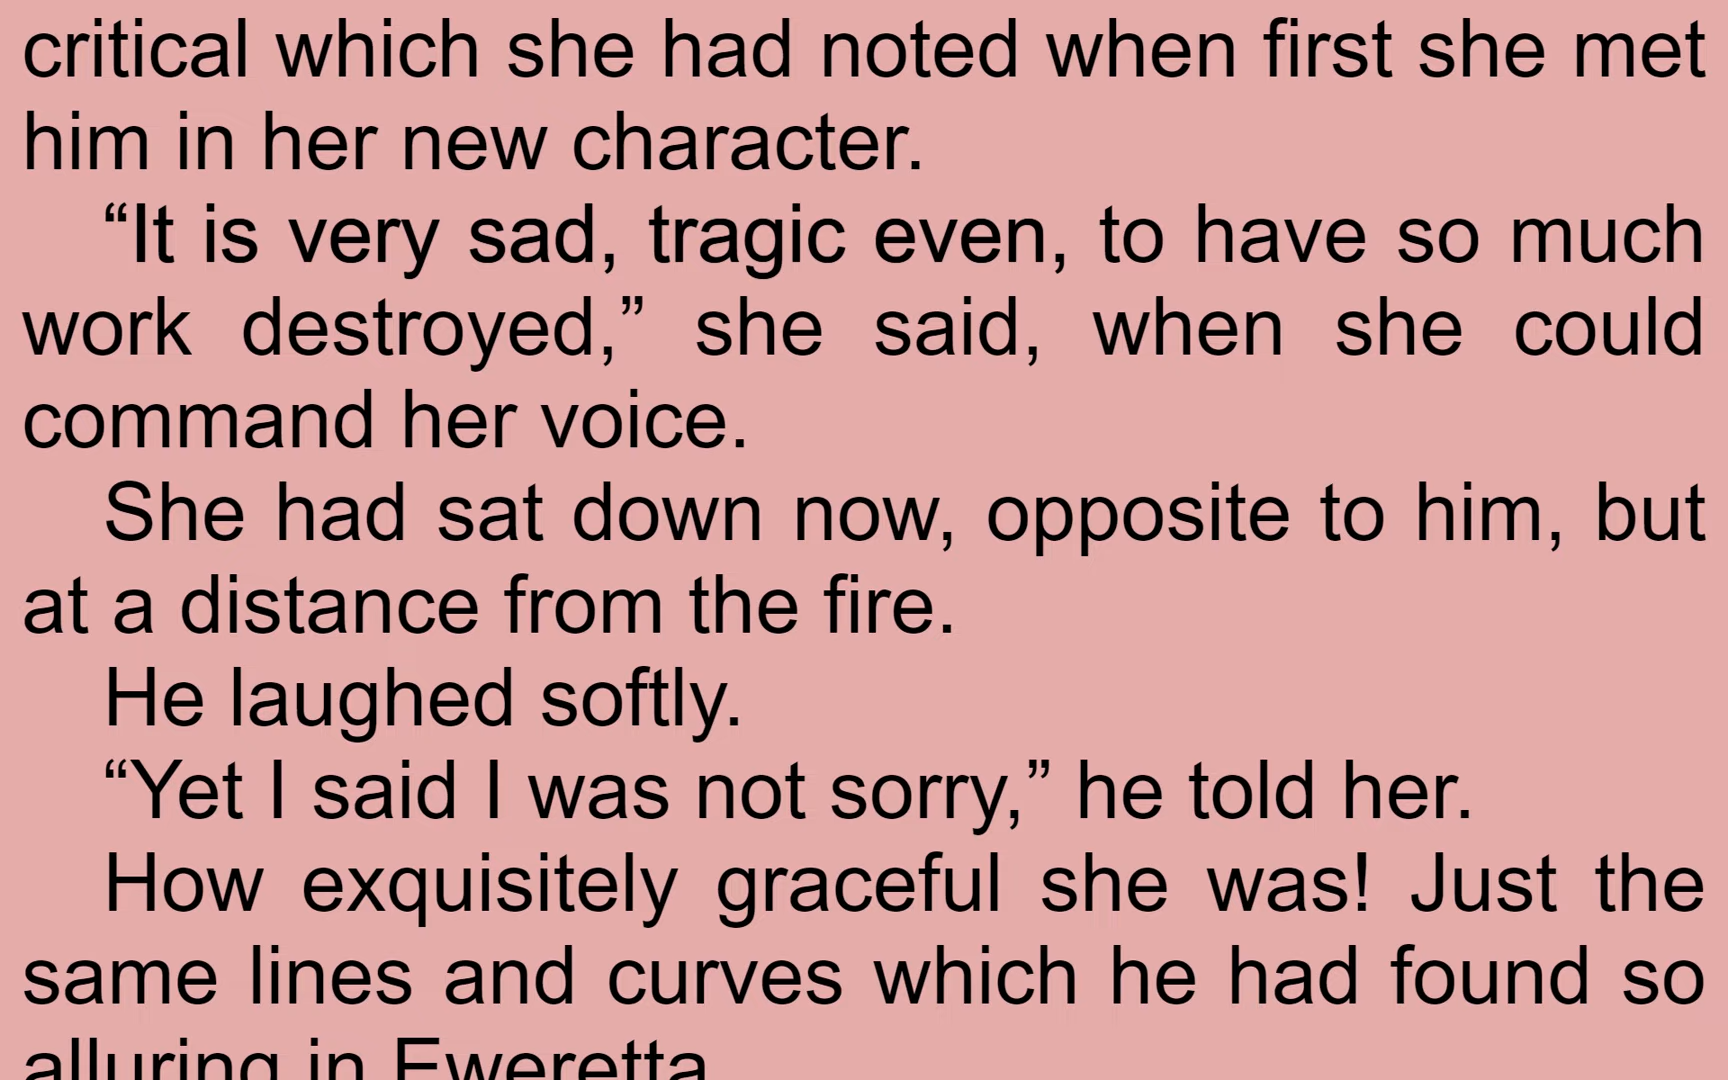 critical which she had noted when first she met
him in her new character.
“It is very sad, tragic even, to have so much
work destroyed,” she said, when she could
command her voice.
She had sat down now, opposite to him, but
at a distance from the fire.
He laughed softly.
“Yet I said I was not sorry,” he told her.
How exquisitely graceful she was! Just the
same lines and curves which he had found so
alluring in Eweretta